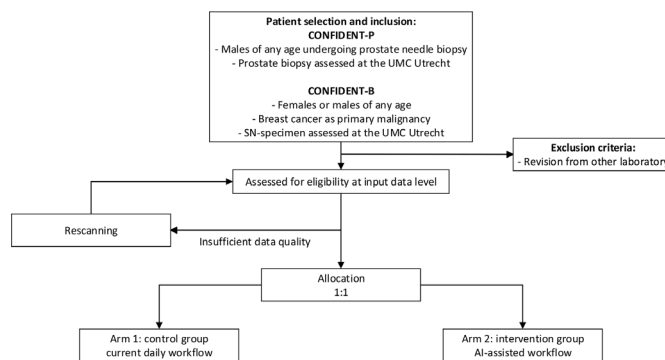 Patient selection and inclusion:
CONFIDENT-P
- Males of any age undergoing prostate needle biopsy
- Prostate biopsy assessed at the UMC Utrecht
CONFIDENT-B
- Females or males of any age
- Breast cancer as primary malignancy
- SN-specimen assessed at the UMC Utrecht
Exclusion criteria:
- Revision from other laboratory
Assessed for eligibility at input data level
Rescanning
Insufficient data quality
Allocation
1:1
Arm 1: control group
current daily workflow
Arm 2: intervention group
AI-assisted workflow